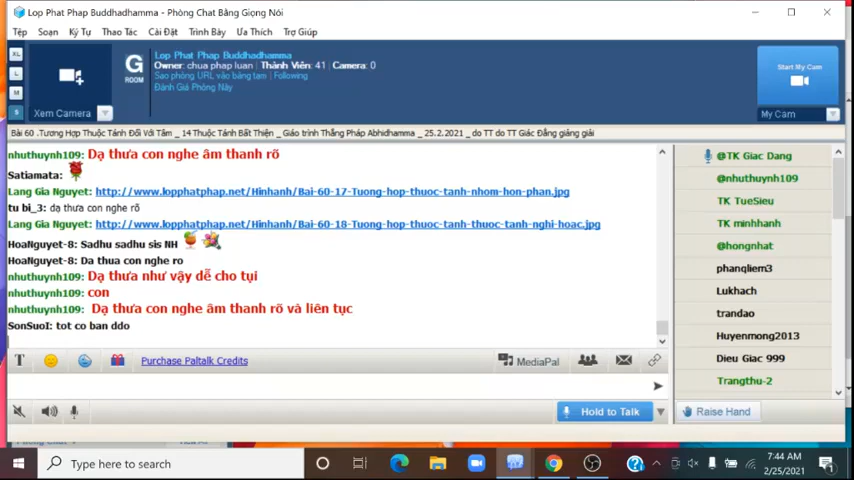 Lop Phat Phap Buddhadhamma - Phòng Chat Bằng Giọng Nói
Tệp Soạn Ký Tự Thao Tác Cài Đặt Trình Bày Ưa Thích Trợ Giúp
XL
L
M
S
Xem Camera
G
ROOM
Lop Phat Phap Buddhadhamma
Owner: chua phap luan | Thành Viên: 41 | Camera: 0
Sao phòng URL vào bảng tạm | Following
Đánh Giá Phòng Này
Start My Cam
My Cam
Bài 60 .Tương Hợp Thuộc Tánh Đối Với Tâm _ 14 Thuộc Tánh Bất Thiện _ Giáo trình Thắng Pháp Abhidhamma _ 25.2.2021 _ do TT do TT Giác Đẳng giảng giải
nhuthuynh109: Dạ thưa con nghe âm thanh rõ
Satiamata:
Lang Gia Nguyet: http://www.lopphatphap.net/Hinhanh/Bai-60-17-Tuong-hop-thuoc-tanh-nhom-hon-phan.jpg
tu bi_3: dạ thưa con nghe rõ
Lang Gia Nguyet: http://www.lopphatphap.net/Hinhanh/Bai-60-18-Tuong-hop-thuoc-tanh-thuoc-tanh-nghi-hoac.jpg
HoaNguyet-8: Sadhu sadhu sis NH
HoaNguyet-8: Da thua con nghe ro
nhuthuynh109: Dạ thưa như vậy dễ cho tụi
nhuthuynh109: con
nhuthuynh109: Dạ thưa con nghe âm thanh rõ và liên tục
SonSuoI: tot co ban ddo
@TK Giac Dang
@nhuthuynh109
TK TueSieu
TK minhhanh
@hongnhat
phanqliem3
Lukhach
trandao
Huyenmong2013
Dieu Giac 999
Trangthu-2
T Purchase Paltalk Credits MediaPal
Hold to Talk Raise Hand
Type here to search
7:44 AM
2/25/2021
1